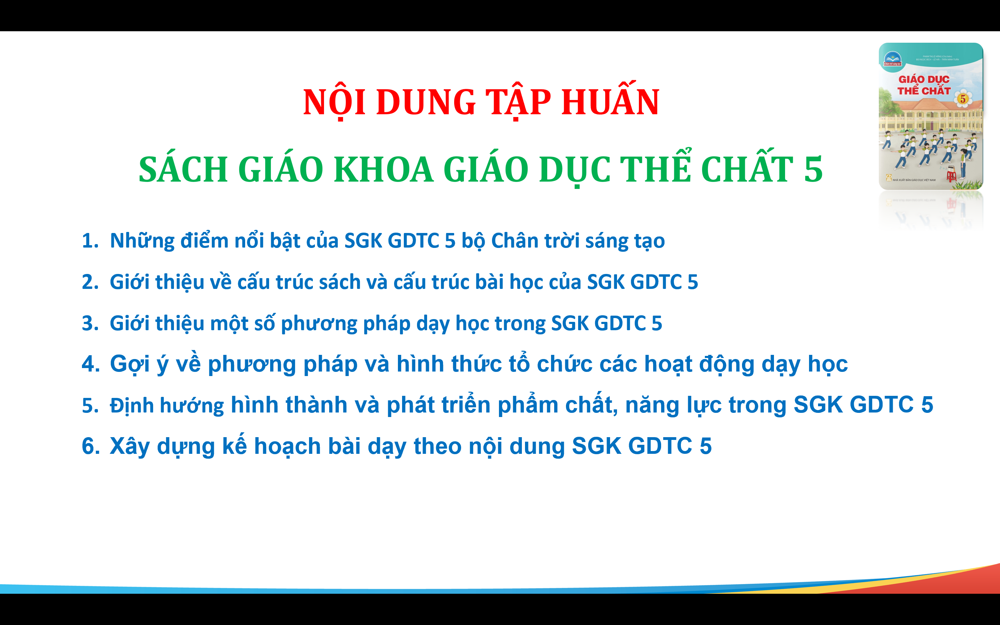 PHẠM THỊ LỆ HẰNG (Chủ biên)
BÙI NGỌC BÍCH – LÊ HẢI – TRẦN MINH TUẤN
Chân trời sáng tạo
GIÁO DỤC
THỂ CHẤT
5
NHÀ XUẤT BẢN GIÁO DỤC VIỆT NAM
NỘI DUNG TẬP HUẤN
SÁCH GIÁO KHOA GIÁO DỤC THỂ CHẤT 5
1. Những điểm nổi bật của SGK GDTC 5 bộ Chân trời sáng tạo
2. Giới thiệu về cấu trúc sách và cấu trúc bài học của SGK GDTC 5
3. Giới thiệu một số phương pháp dạy học trong SGK GDTC 5
4. Gợi ý về phương pháp và hình thức tổ chức các hoạt động dạy học
5. Định hướng hình thành và phát triển phẩm chất, năng lực trong SGK GDTC 5
6. Xây dựng kế hoạch bài dạy theo nội dung SGK GDTC 5